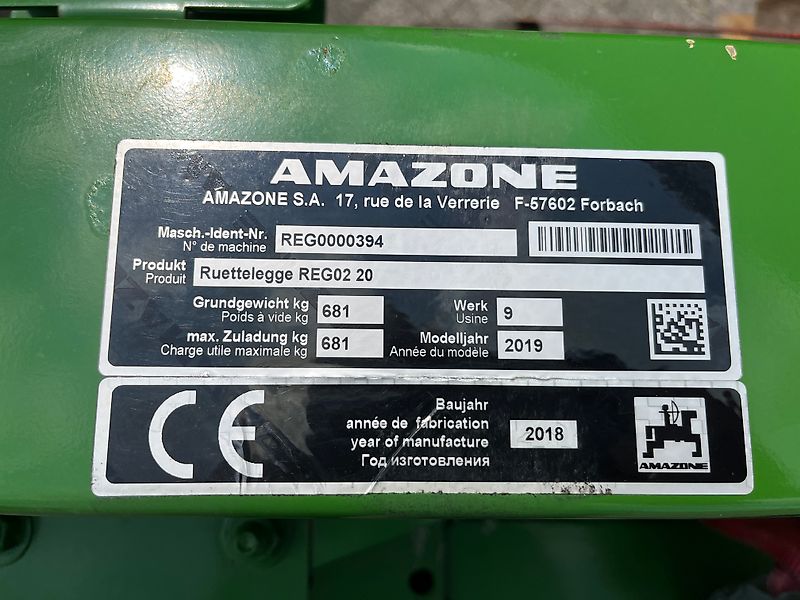 AMAZONE
AMAZONE S.A. 17, rue de la Verrerie F-57602 Forbach
Masch.-Ident-Nr. REG0000394
N° de machine
Produkt Ruettelegge REG02 20
Produit
Grundgewicht kg 681 Werk 9
Poids à vide kg Usine
max. Zuladung kg 681 Modelljahr 2019
Charge utile maximale kg Année du modèle
CE
Baujahr
année de fabrication
year of manufacture 2018
Год изготовления
AMAZONE